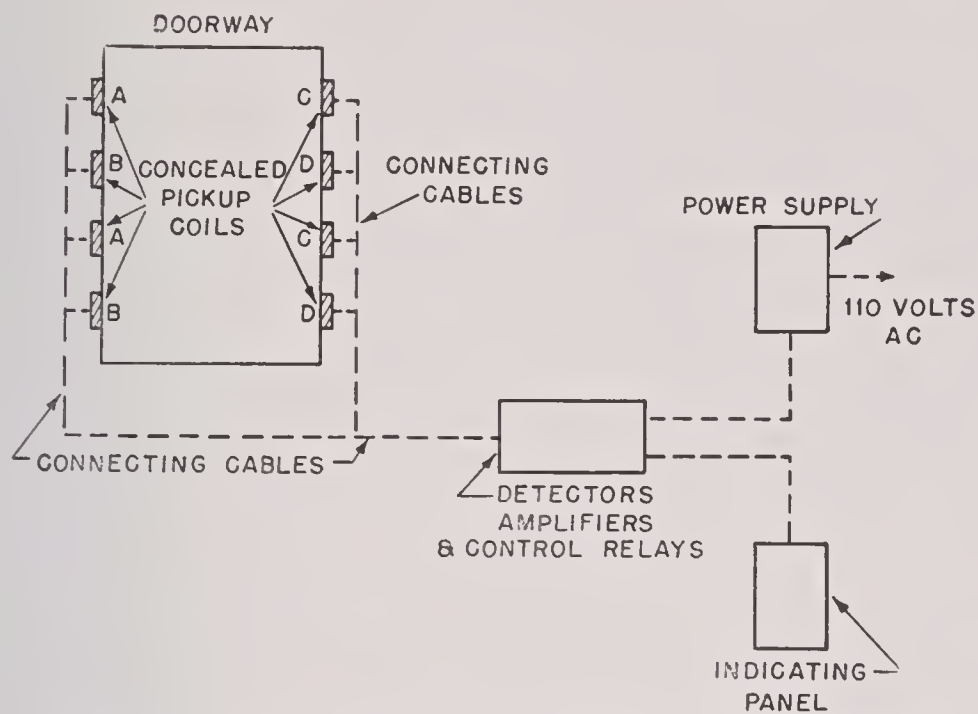 DOORWAY
A
C
B
CONCEALED
PICKUP
COILS
D
CONNECTING
CABLES
A
C
B
D
POWER SUPPLY
110 VOLTS
AC
CONNECTING CABLES
DETECTORS
AMPLIFIERS
& CONTROL RELAYS
INDICATING
PANEL